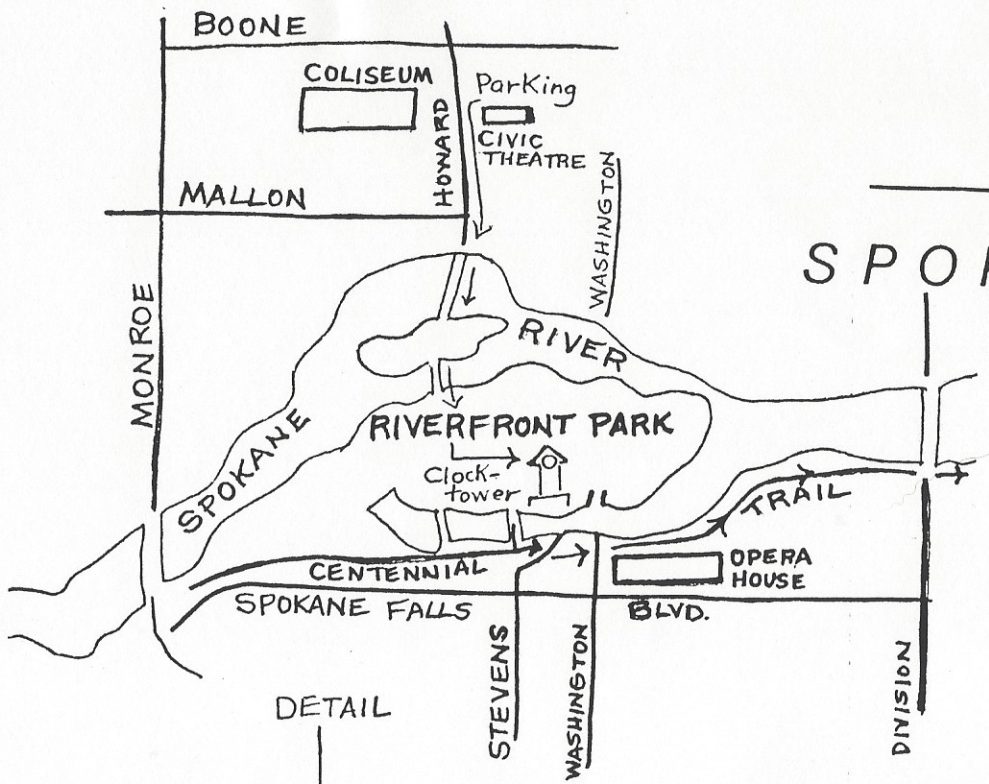 BOONE
COLISEUM
HOWARD
ParKing
CIVIC
THEATRE
WASHINGTON
MALLON
MONROE
SPOKANE
RIVER
RIVERFRONT PARK
Clock-
tower
TRAIL
CENTENNIAL
OPERA
HOUSE
SPOKANE FALLS
BLVD.
STEVENS
WASHINGTON
DIVISION
DETAIL